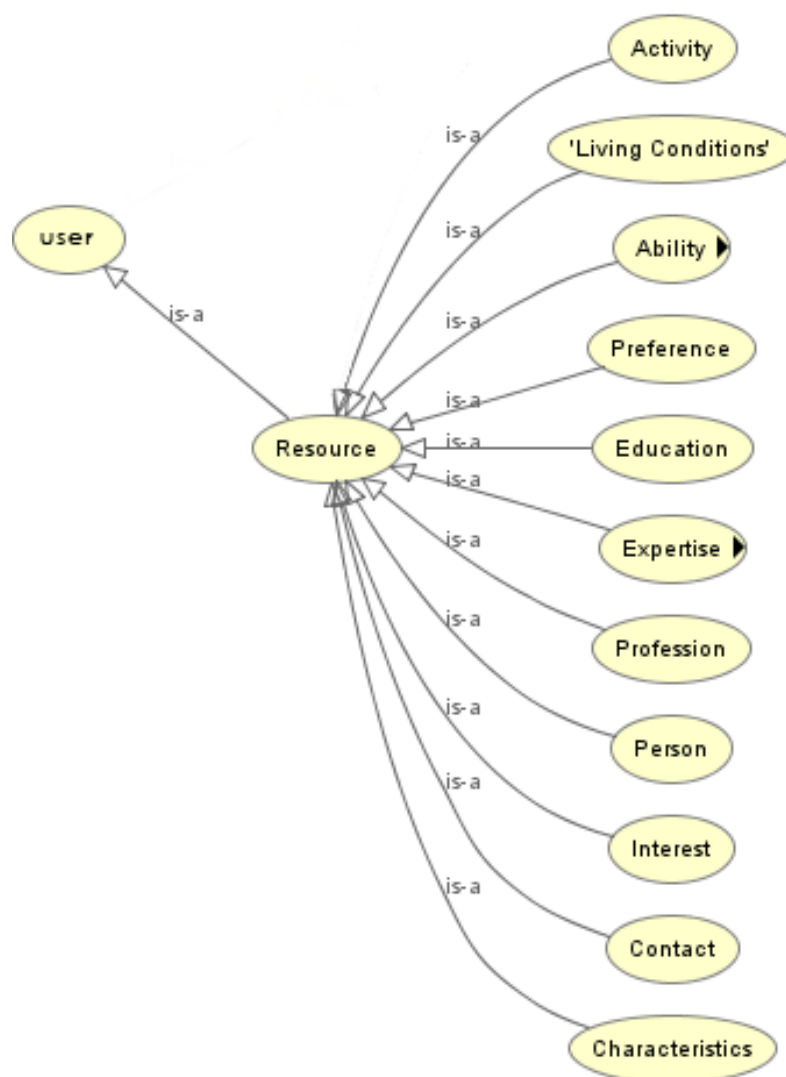 Activity
is-a
'Living Conditions'
is-a
user
Ability
is-a
is-a
Preference
is-a
Resource
is-a
Education
is-a
Expertise
is-a
Profession
is-a
Person
is-a
Interest
is-a
Contact
is-a
Characteristics